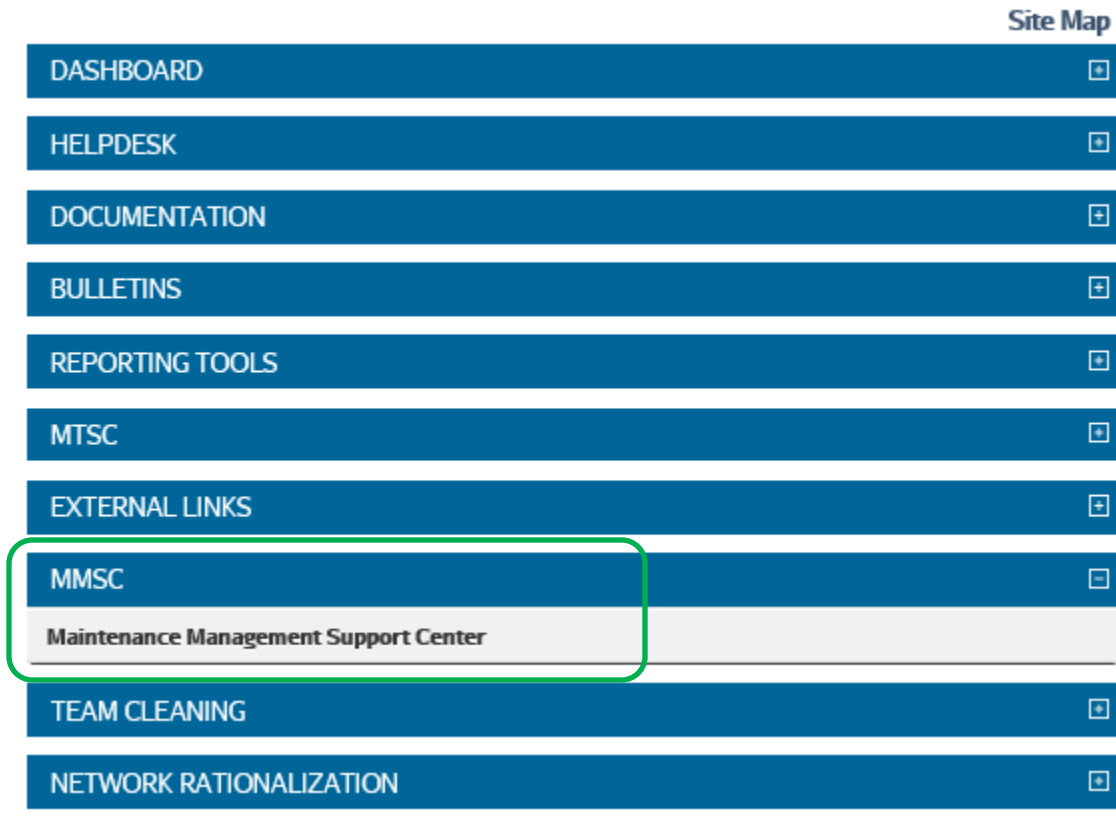 Site Map
DASHBOARD
HELPDESK
DOCUMENTATION
BULLETINS
REPORTING TOOLS
MTSC
EXTERNAL LINKS
MMSC
Maintenance Management Support Center
TEAM CLEANING
NETWORK RATIONALIZATION